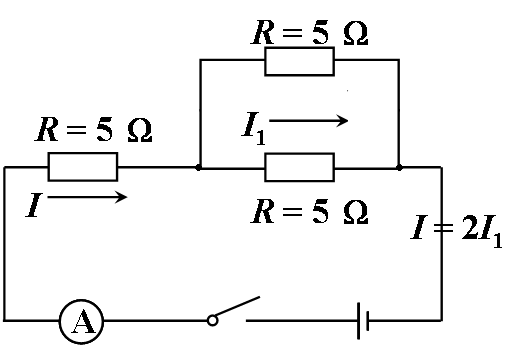 R = 5 Ω
I₁
R = 5 Ω
I
R = 5 Ω
I = 2I₁
A